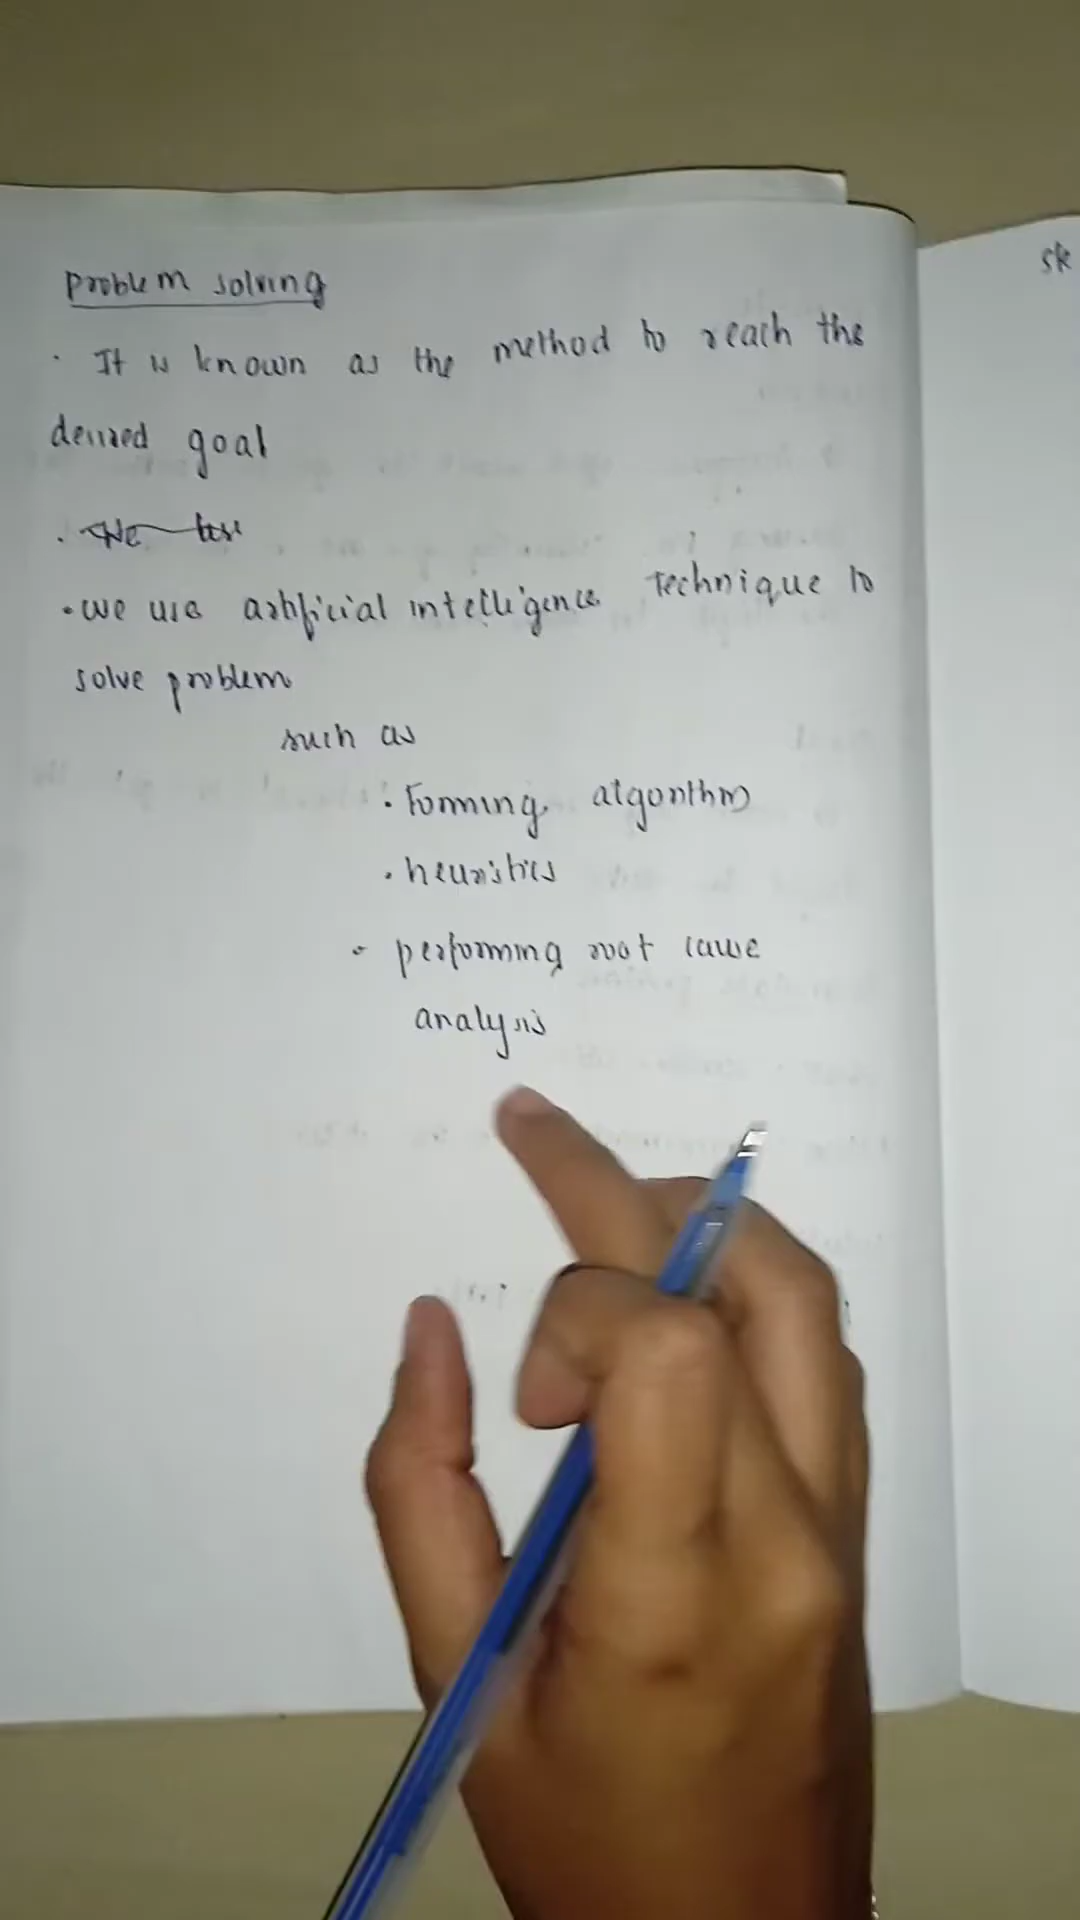 Problem solving
. It is known as the method to reach the
desired goal
.
. we use artificial intelligence technique to
solve problem
such as
. Forming algorithm
. heuristics
. performing root cause
analysis
sk